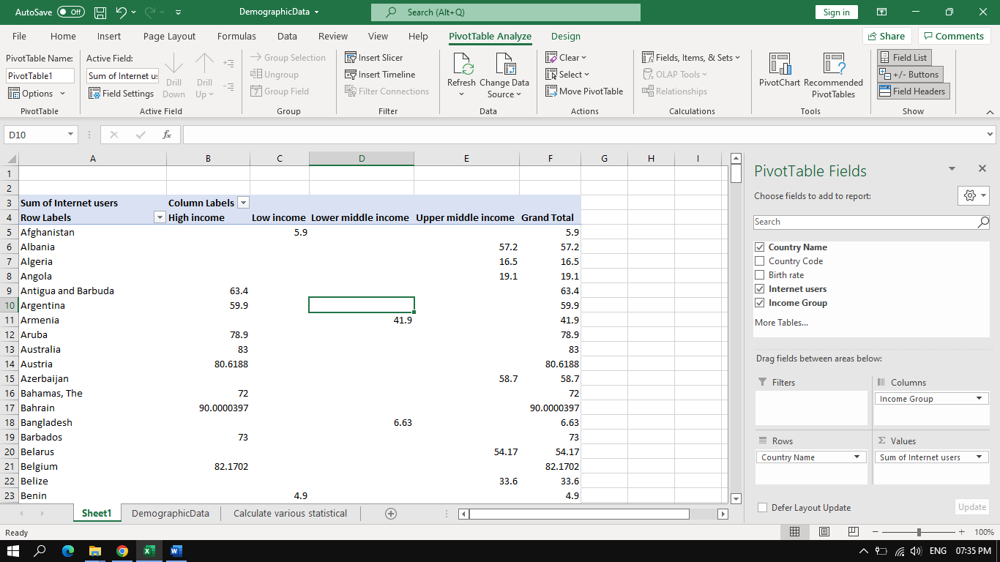 AutoSave Off DemographicData Search (Alt+Q) Sign in
File Home Insert Page Layout Formulas Data Review View Help PivotTable Analyze Design Share Comments
PivotTable Name:
PivotTable1
Options
PivotTable
Active Field:
Sum of Internet u
Field Settings
Drill Down
Drill Up
Active Field
Group Selection
Ungroup
Group Field
Group
Insert Slicer
Insert Timeline
Filter Connections
Filter
Refresh
Change Data Source
Data
Clear
Select
Move PivotTable
Actions
Fields, Items, & Sets
OLAP Tools
Relationships
Calculations
PivotChart
Recommended PivotTables
Tools
Field List
+/- Buttons
Field Headers
Show
D10 fx
A B C D E F G H I
1
2
3 Sum of Internet users Column Labels
4 Row Labels High income Low income Lower middle income Upper middle income Grand Total
5 Afghanistan 5.9 5.9
6 Albania 57.2 57.2
7 Algeria 16.5 16.5
8 Angola 19.1 19.1
9 Antigua and Barbuda 63.4 63.4
10 Argentina 59.9 59.9
11 Armenia 41.9 41.9
12 Aruba 78.9 78.9
13 Australia 83 83
14 Austria 80.6188 80.6188
15 Azerbaijan 58.7 58.7
16 Bahamas, The 72 72
17 Bahrain 90.0000397 90.0000397
18 Bangladesh 6.63 6.63
19 Barbados 73 73
20 Belarus 54.17 54.17
21 Belgium 82.1702 82.1702
22 Belize 33.6 33.6
23 Benin 4.9 4.9
PivotTable Fields
Choose fields to add to report:
Search
Country Name
Country Code
Birth rate
Internet users
Income Group
More Tables...
Drag fields between areas below:
Filters
Columns
Income Group
Rows
Country Name
Σ Values
Sum of Internet users
Defer Layout Update Update
Sheet1 DemographicData Calculate various statistical
Ready 100%
ENG 07:35 PM